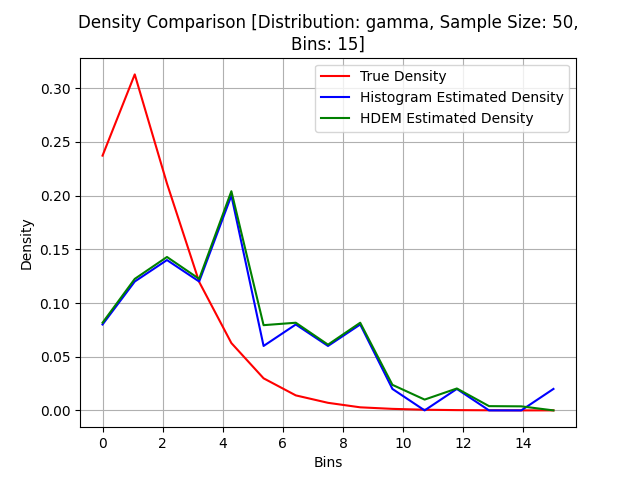 Density Comparison [Distribution: gamma, Sample Size: 50,
Bins: 15]
True Density
Histogram Estimated Density
HDEM Estimated Density
Density
0.30
0.25
0.20
0.15
0.10
0.05
0.00
0 2 4 6 8 10 12 14
Bins